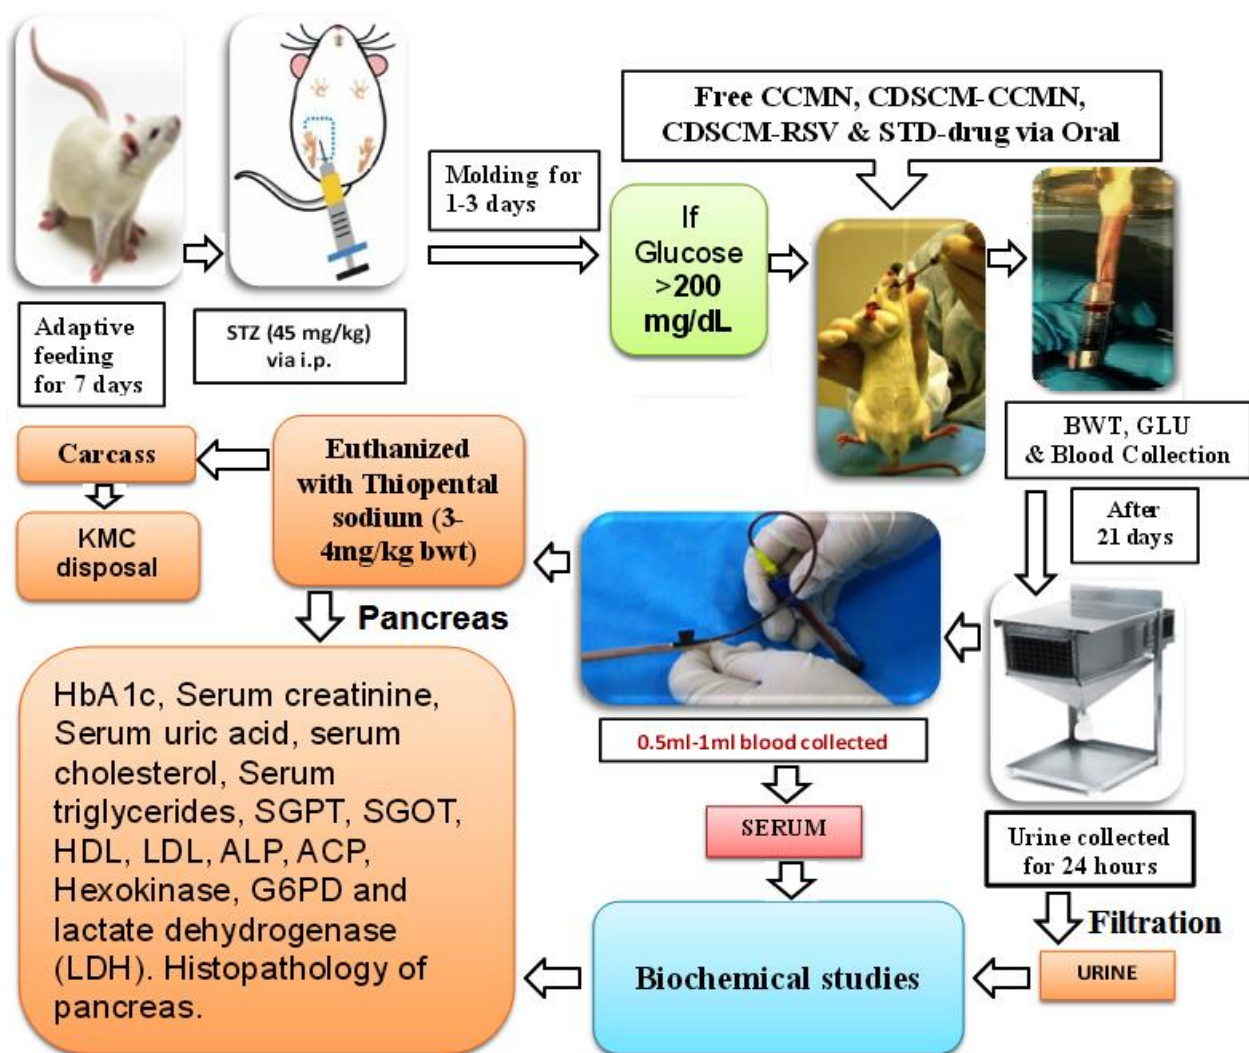 Adaptive
feeding
for 7 days
STZ (45 mg/kg)
via i.p.
Molding for
1-3 days
If
Glucose
>200
mg/dL
Free CCMN, CDSCM-CCMN,
CDSCM-RSV & STD-drug via Oral
BWT, GLU
& Blood Collection
After
21 days
Urine collected
for 24 hours
Filtration
URINE
0.5ml-1ml blood collected
SERUM
Biochemical studies
Euthanized
with Thiopental
sodium (3-
4mg/kg bwt)
Carcass
KMC
disposal
Pancreas
HbA1c, Serum creatinine,
Serum uric acid, serum
cholesterol, Serum
triglycerides, SGPT, SGOT,
HDL, LDL, ALP, ACP,
Hexokinase, G6PD and
lactate dehydrogenase
(LDH). Histopathology of
pancreas.